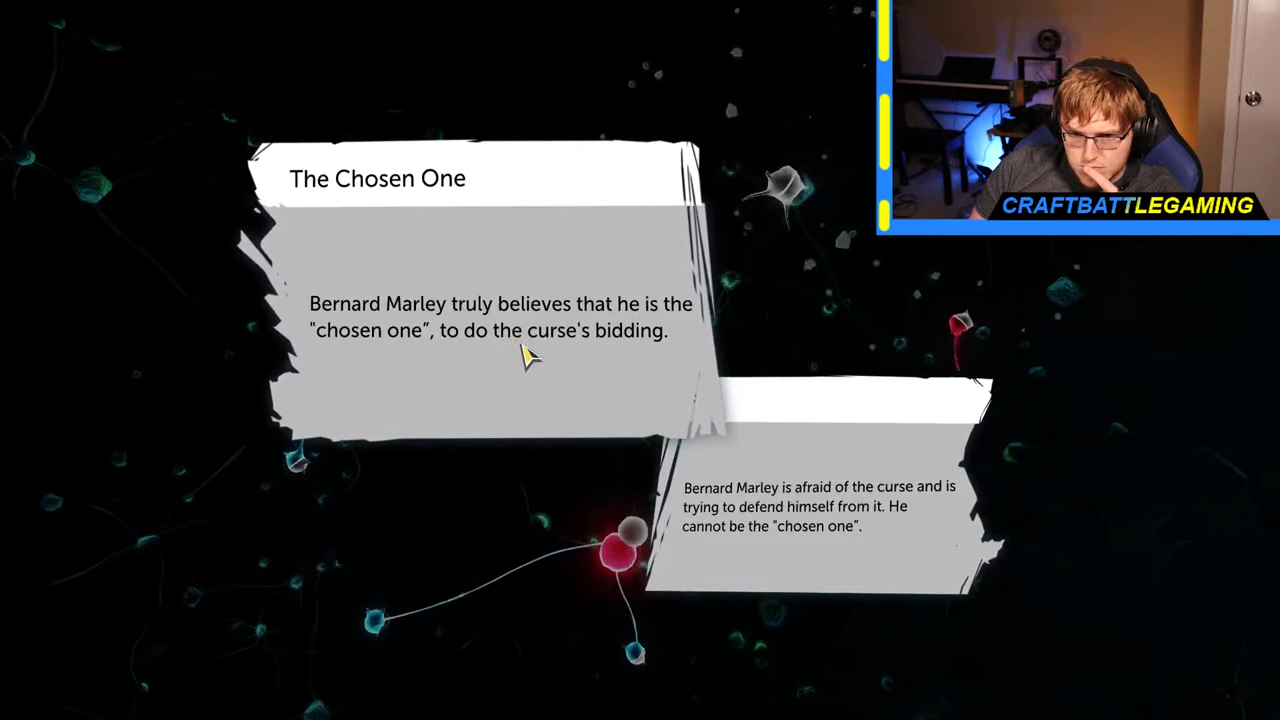 The Chosen One
Bernard Marley truly believes that he is the
"chosen one”, to do the curse's bidding.
Bernard Marley is afraid of the curse and is
trying to defend himself from it. He
cannot be the "chosen one”.
CRAFTBATTLEGAMING